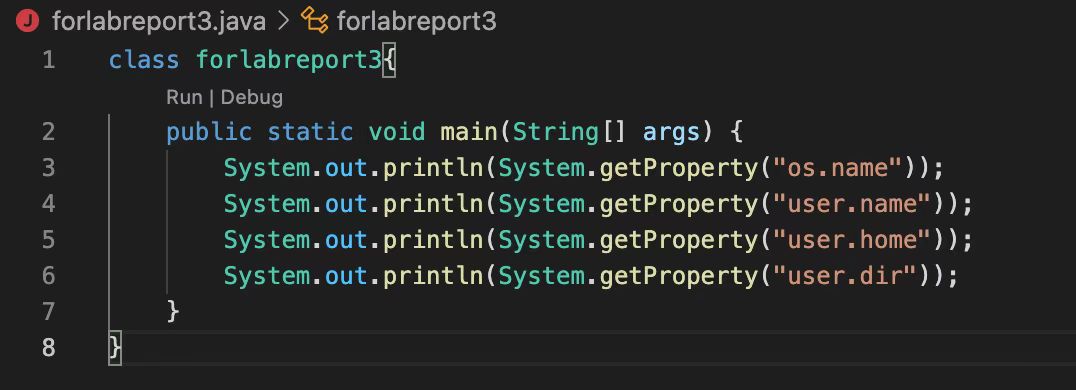 J forlabreport3.java > forlabreport3
1 class forlabreport3{
Run | Debug
2 public static void main(String[] args) {
3 System.out.println(System.getProperty("os.name"));
4 System.out.println(System.getProperty("user.name"));
5 System.out.println(System.getProperty("user.home"));
6 System.out.println(System.getProperty("user.dir"));
7 }
8 }